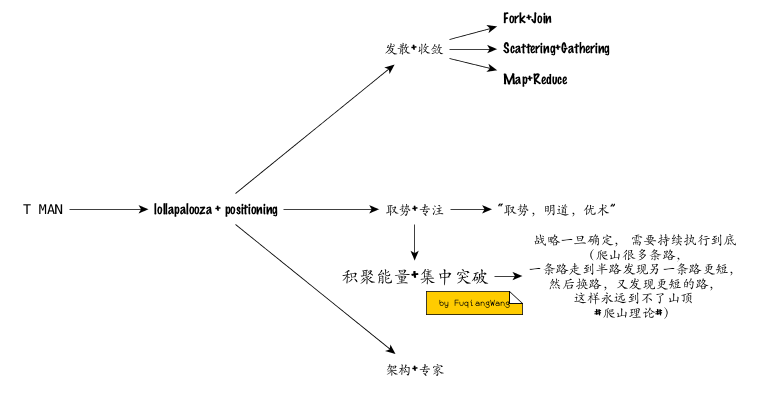 Fork+Join
发散+收敛
Scattering+Gathering
Map+Reduce
T MAN
lollapalooza + positioning
取势+专注
"取势，明道，优术"
战略一旦确定，需要持续执行到底
(爬山很多条路，
一条路走到半路发现另一条路更短，
然后换路，又发现更短的路，
这样永远到不了山顶
#爬山理论#)
积聚能量+集中突破
by FuqiangWang
架构+专家